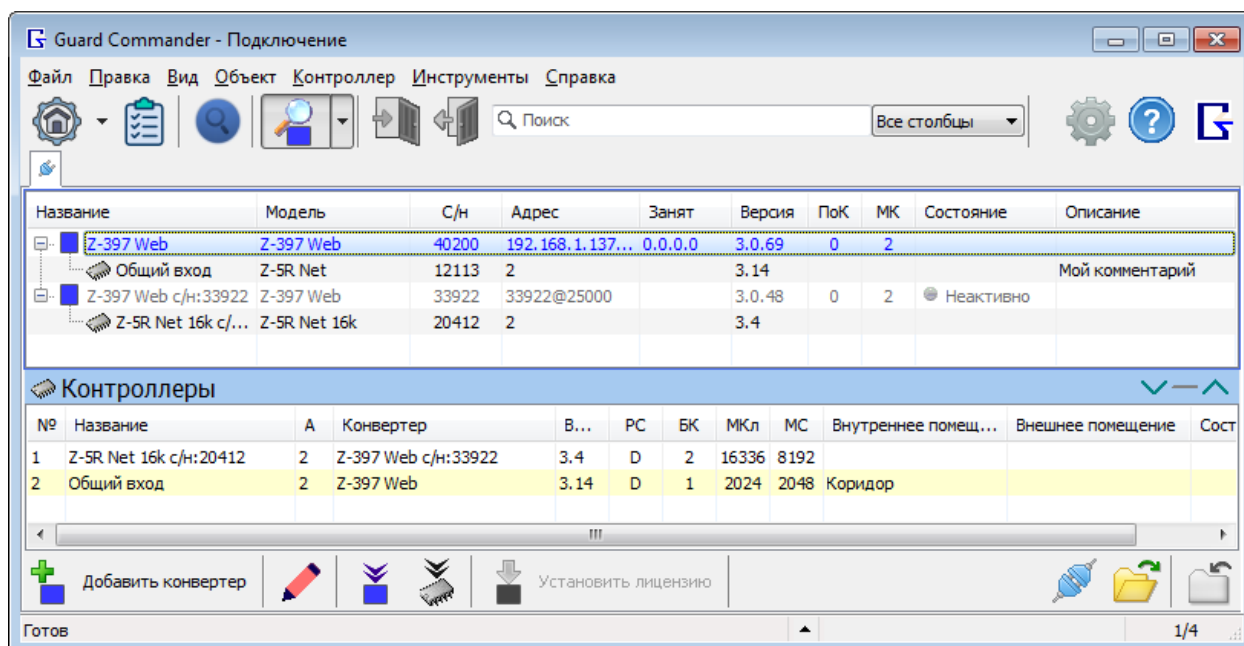 Guard Commander - Подключение
Файл Правка Вид Объект Контроллер Инструменты Справка
Поиск Все столбцы
Название Модель С/н Адрес Занят Версия ПоК МК Состояние Описание
Z-397 Web Z-397 Web 40200 192.168.1.137... 0.0.0.0 3.0.69 0 2
Общий вход Z-5R Net 12113 2 3.14 Мой комментарий
Z-397 Web с/н:33922 Z-397 Web 33922 33922@25000 3.0.48 0 2 Неактивно
Z-5R Net 16k с/... Z-5R Net 16k 20412 2 3.4
Контроллеры
№ Название А Конвертер В... РС БК МКл МС Внутреннее помещ... Внешнее помещение Сост
1 Z-5R Net 16k с/н:20412 2 Z-397 Web с/н:33922 3.4 D 2 16336 8192
2 Общий вход 2 Z-397 Web 3.14 D 1 2024 2048 Коридор
Добавить конвертер Установить лицензию
Готов 1/4